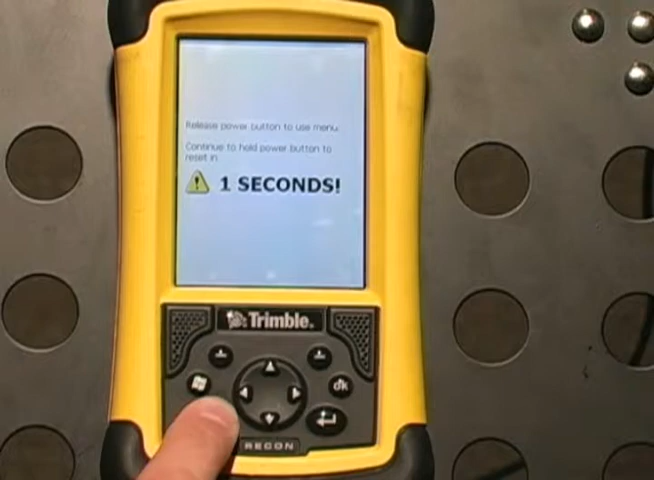 Release power button to use menu.
Continue to hold power button to
reset in
1 SECONDS!
Trimble.
ok
RECON